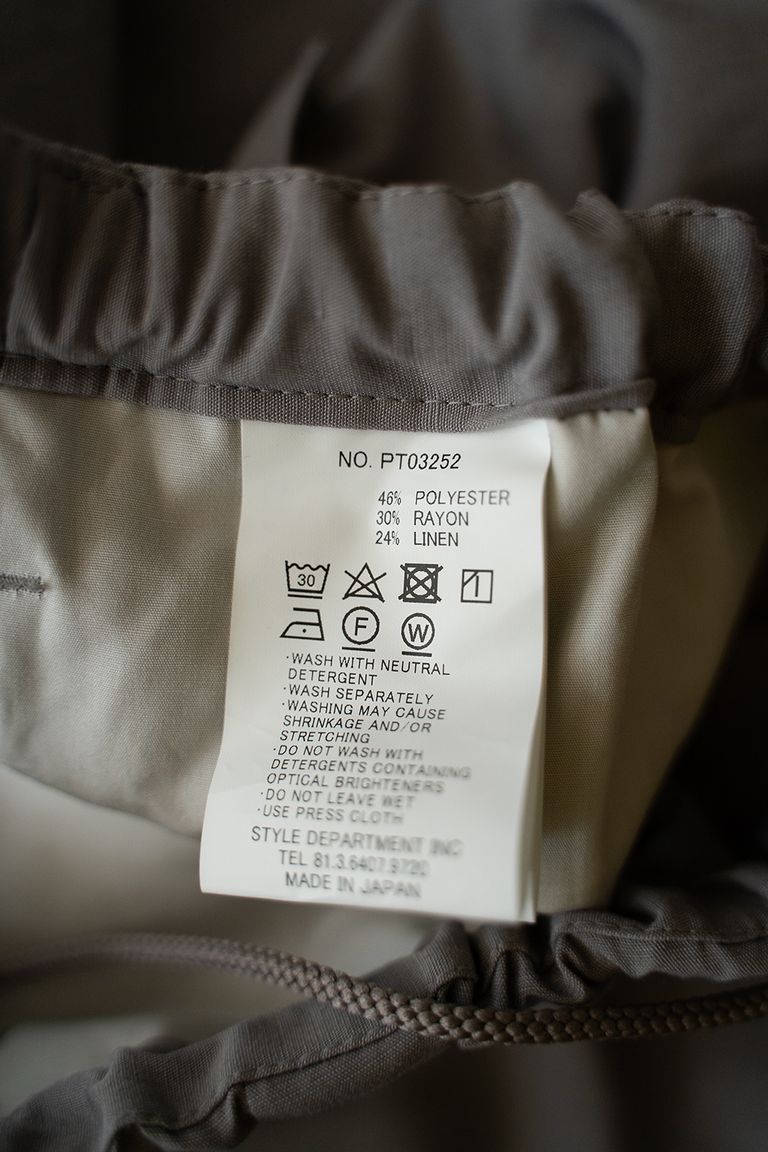 NO. PT03252
46% POLYESTER
30% RAYON
24% LINEN
30
F W
·WASH WITH NEUTRAL
DETERGENT
·WASH SEPARATELY
·WASHING MAY CAUSE
SHRINKAGE AND/OR
STRETCHING
·DO NOT WASH WITH
DETERGENTS CONTAINING
OPTICAL BRIGHTENERS
·DO NOT LEAVE WET
·USE PRESS CLOTH
STYLE DEPARTMENT INC
TEL 81.3.6407.9720
MADE IN JAPAN